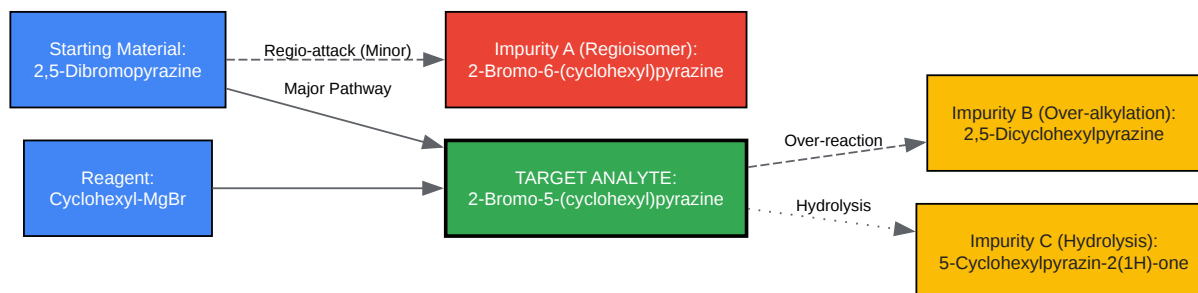 Starting Material:
2,5-Dibromopyrazine
Regio-attack (Minor)
Impurity A (Regioisomer):
2-Bromo-6-(cyclohexyl)pyrazine
Major Pathway
Reagent:
Cyclohexyl-MgBr
TARGET ANALYTE:
2-Bromo-5-(cyclohexyl)pyrazine
Over-reaction
Impurity B (Over-alkylation):
2,5-Dicyclohexylpyrazine
Hydrolysis
Impurity C (Hydrolysis):
5-Cyclohexylpyrazin-2(1H)-one